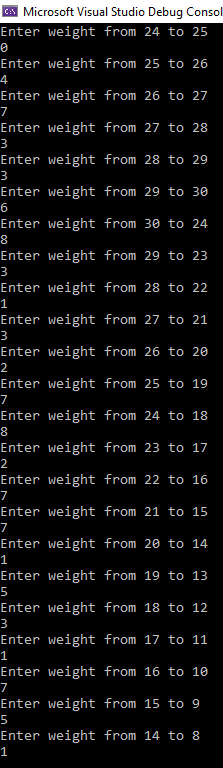 Microsoft Visual Studio Debug Consol
Enter weight from 24 to 25
0
Enter weight from 25 to 26
4
Enter weight from 26 to 27
7
Enter weight from 27 to 28
3
Enter weight from 28 to 29
3
Enter weight from 29 to 30
6
Enter weight from 30 to 24
8
Enter weight from 29 to 23
3
Enter weight from 28 to 22
1
Enter weight from 27 to 21
3
Enter weight from 26 to 20
2
Enter weight from 25 to 19
7
Enter weight from 24 to 18
8
Enter weight from 23 to 17
2
Enter weight from 22 to 16
7
Enter weight from 21 to 15
7
Enter weight from 20 to 14
1
Enter weight from 19 to 13
5
Enter weight from 18 to 12
3
Enter weight from 17 to 11
1
Enter weight from 16 to 10
7
Enter weight from 15 to 9
5
Enter weight from 14 to 8
1